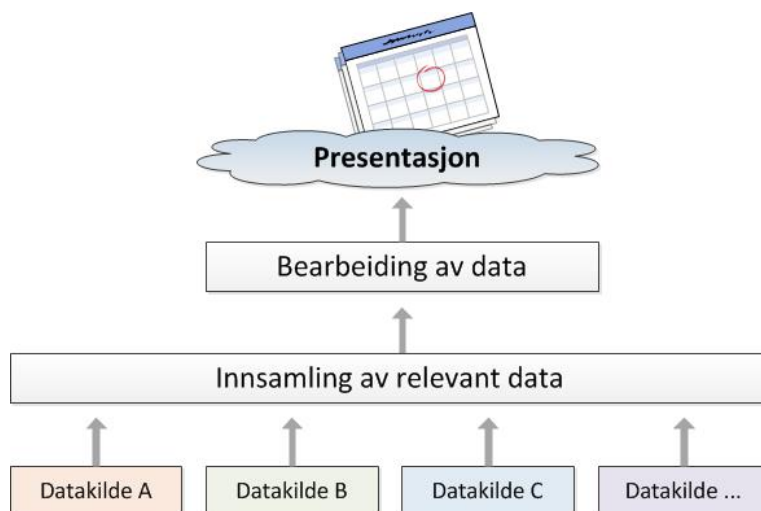 Presentasjon
Bearbeiding av data
Innsamling av relevant data
Datakilde A
Datakilde B
Datakilde C
Datakilde ...